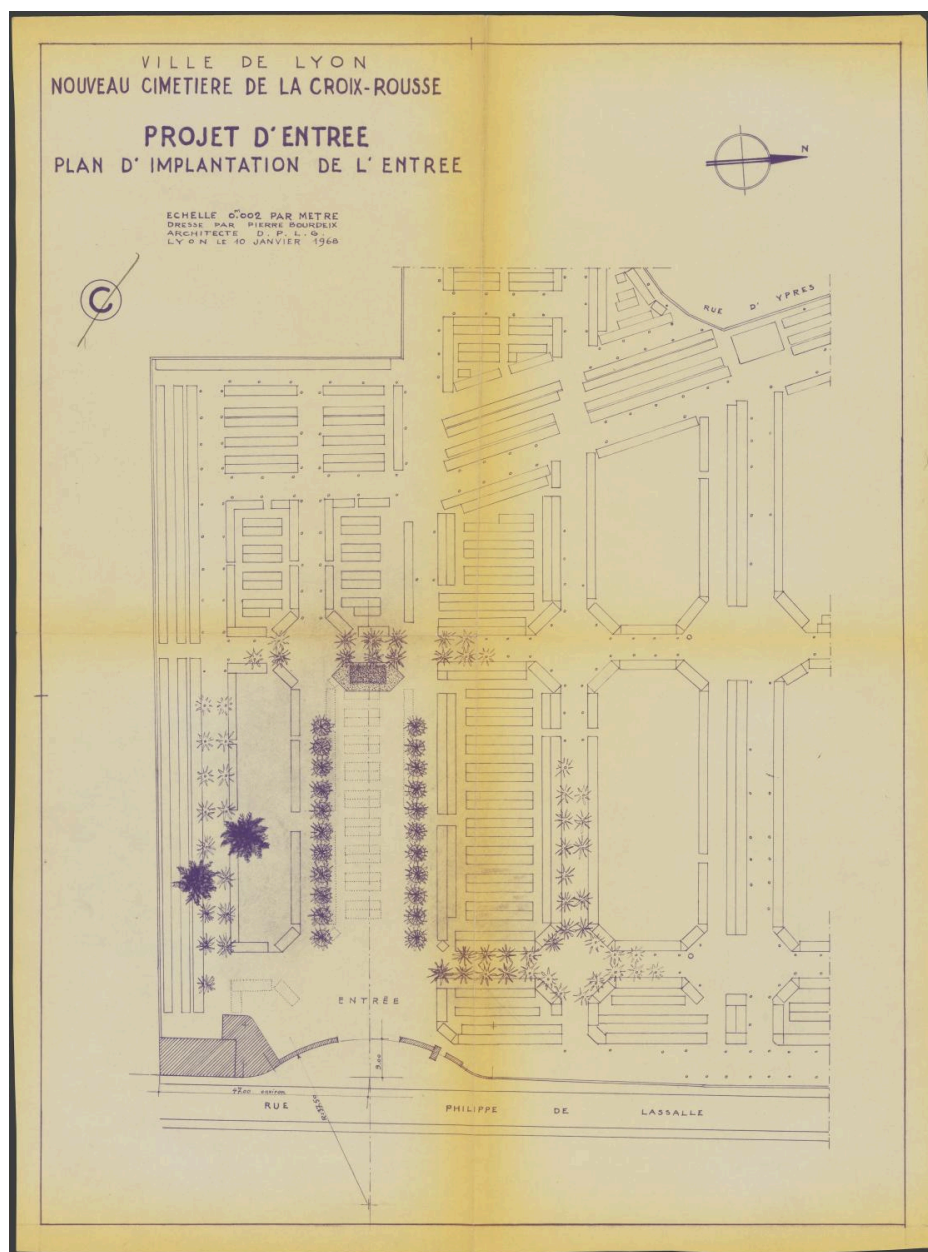 VILLE DE LYON
NOUVEAU CIMETIERE DE LA CROIX-ROUSSE
PROJET D'ENTREE
PLAN D'IMPLANTATION DE L'ENTREE
N
ECHELLE 0m.002 PAR METRE
DRESSE PAR PIERRE BOURDEIX
ARCHITECTE D.P.L.G.
LYON LE 10 JANVIER 1968
C
RUE D'YPRES
ENTRÉE
9.00
47.00 environ
RUE PHILIPPE DE LASSALLE